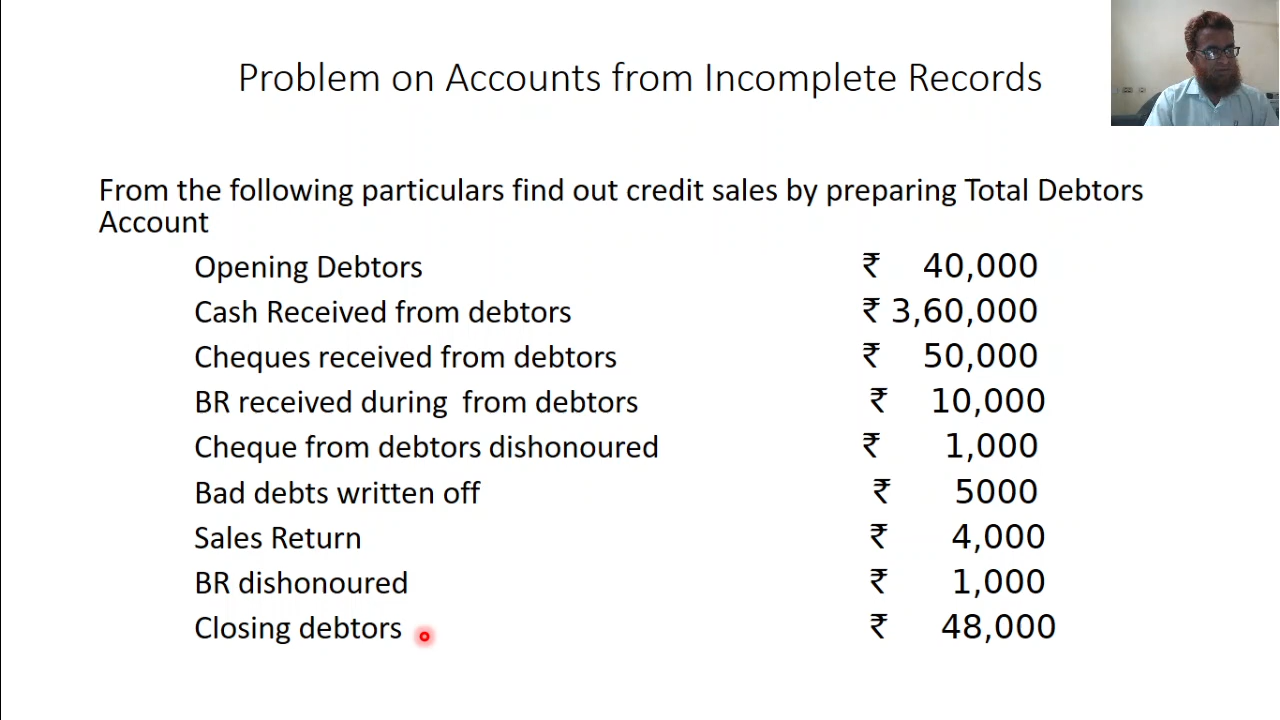 Problem on Accounts from Incomplete Records
From the following particulars find out credit sales by preparing Total Debtors
Account
Opening Debtors ₹ 40,000
Cash Received from debtors ₹ 3,60,000
Cheques received from debtors ₹ 50,000
BR received during from debtors ₹ 10,000
Cheque from debtors dishonoured ₹ 1,000
Bad debts written off ₹ 5000
Sales Return ₹ 4,000
BR dishonoured ₹ 1,000
Closing debtors ₹ 48,000